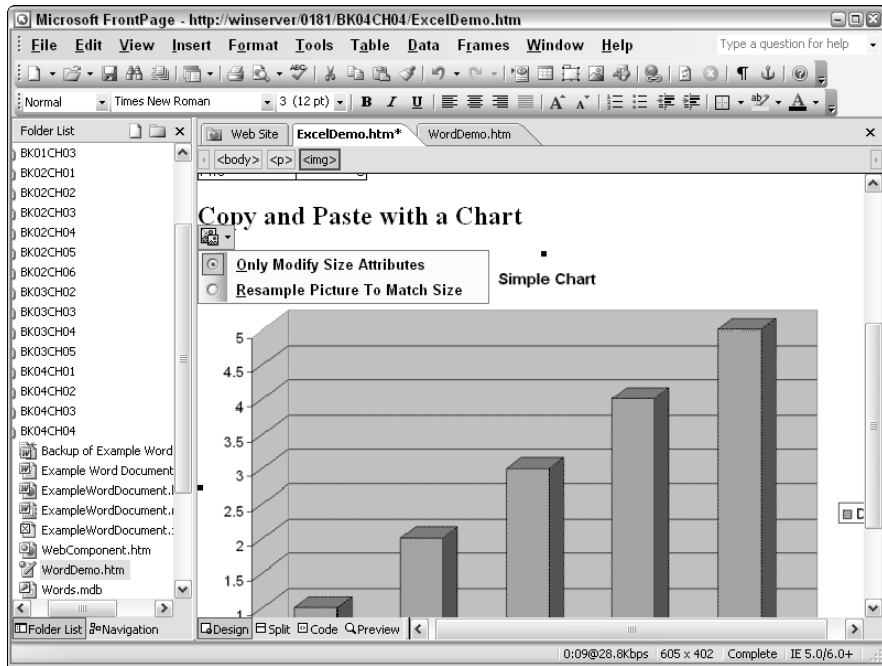 Microsoft FrontPage - http://winserver/0181/BK04CH04/ExcelDemo.htm
File Edit View Insert Format Tools Table Data Frames Window Help Type a question for help
Normal Times New Roman 3 (12 pt) B I U A A A
Folder List
Web Site ExcelDemo.htm* WordDemo.htm
<body> <p> <img>
BK01CH03
BK02CH01
BK02CH02
BK02CH03
BK02CH04
BK02CH05
BK02CH06
BK03CH02
BK03CH03
BK03CH04
BK03CH05
BK04CH01
BK04CH02
BK04CH03
BK04CH04
Backup of Example Word
Example Word Document
ExampleWordDocument.
ExampleWordDocument.
ExampleWordDocument.
WebComponent.htm
WordDemo.htm
Words.mdb
Folder List Navigation
Copy and Paste with a Chart
Only Modify Size Attributes
Resample Picture To Match Size
Simple Chart
5
4.5
4
3.5
3
2.5
2
1.5
1
Design Split Code Preview
0:09@28.8Kbps 605 x 402 Complete IE 5.0/6.0+